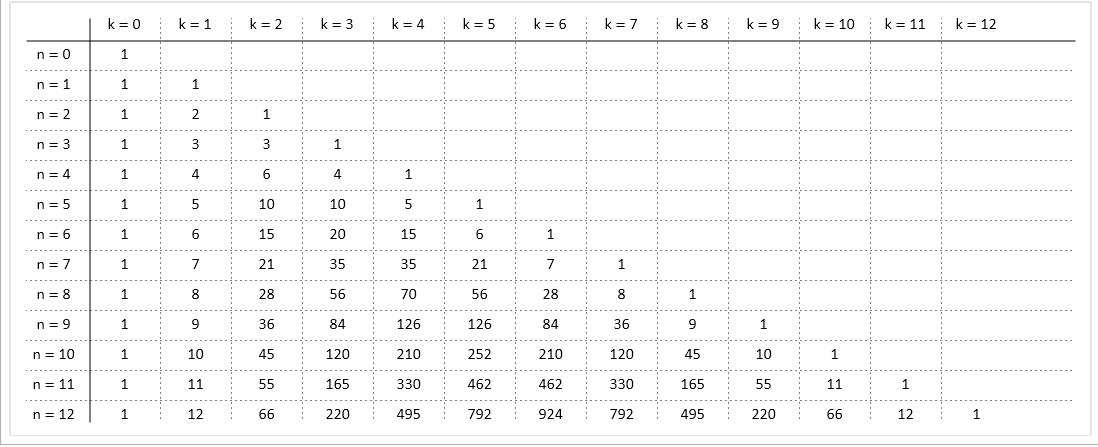 k = 0 k = 1 k = 2 k = 3 k = 4 k = 5 k = 6 k = 7 k = 8 k = 9 k = 10 k = 11 k = 12
n = 0 1
n = 1 1 1
n = 2 1 2 1
n = 3 1 3 3 1
n = 4 1 4 6 4 1
n = 5 1 5 10 10 5 1
n = 6 1 6 15 20 15 6 1
n = 7 1 7 21 35 35 21 7 1
n = 8 1 8 28 56 70 56 28 8 1
n = 9 1 9 36 84 126 126 84 36 9 1
n = 10 1 10 45 120 210 252 210 120 45 10 1
n = 11 1 11 55 165 330 462 462 330 165 55 11 1
n = 12 1 12 66 220 495 792 924 792 495 220 66 12 1